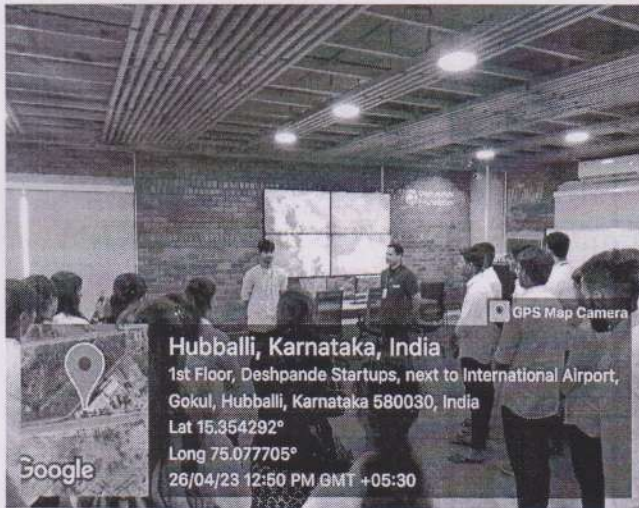 GPS Map Camera
Hubballi, Karnataka, India
1st Floor, Deshpande Startups, next to International Airport,
Gokul, Hubballi, Karnataka 580030, India
Lat 15.354292°
Long 75.077705°
26/04/23 12:50 PM GMT +05:30
Google